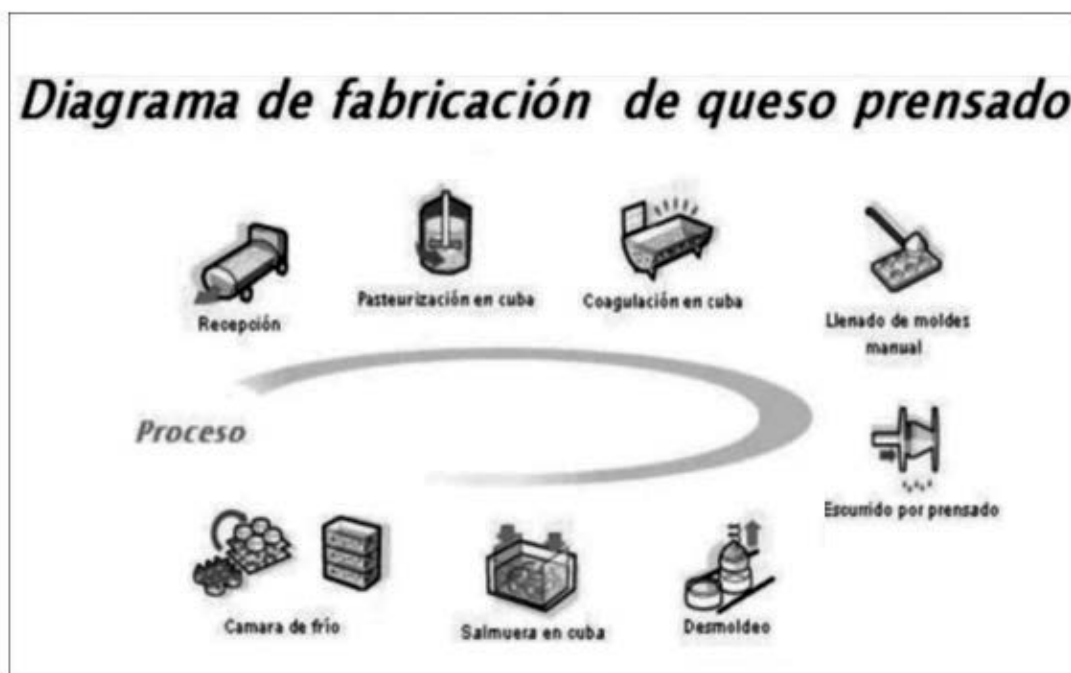 Diagrama de fabricación de queso prensado
Recepción
Pasteurización en cuba
Coagulación en cuba
Llenado de moldes
manual
Proceso
Escurrido por prensado
Desmoldeo
Salmuera en cuba
Camara de frío